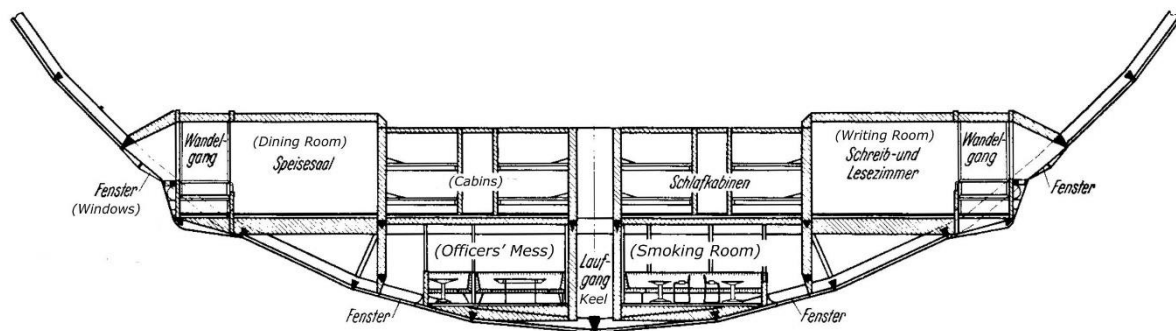 Wandel-
gang
(Dining Room)
Speisesaal
(Cabins)
Schlafkabinen
(Writing Room)
Schreib-und
Lesezimmer
Wandel-
gang
Fenster
(Windows)
Fenster
(Officers' Mess)
Lauf-
gang
Keel
(Smoking Room)
Fenster
Fenster